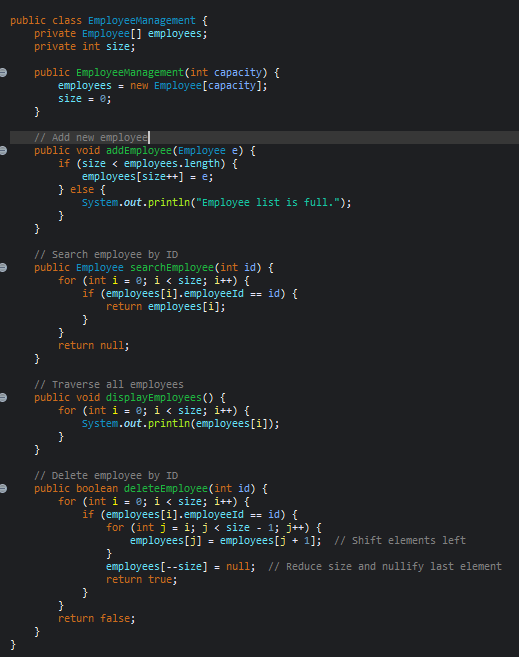 public class EmployeeManagement {
    private Employee[] employees;
    private int size;

    public EmployeeManagement(int capacity) {
        employees = new Employee[capacity];
        size = 0;
    }

    // Add new employee
    public void addEmployee(Employee e) {
        if (size < employees.length) {
            employees[size++] = e;
        } else {
            System.out.println("Employee list is full.");
        }
    }

    // Search employee by ID
    public Employee searchEmployee(int id) {
        for (int i = 0; i < size; i++) {
            if (employees[i].employeeId == id) {
                return employees[i];
            }
        }
        return null;
    }

    // Traverse all employees
    public void displayEmployees() {
        for (int i = 0; i < size; i++) {
            System.out.println(employees[i]);
        }
    }

    // Delete employee by ID
    public boolean deleteEmployee(int id) {
        for (int i = 0; i < size; i++) {
            if (employees[i].employeeId == id) {
                for (int j = i; j < size - 1; j++) {
                    employees[j] = employees[j + 1];  // Shift elements left
                }
                employees[--size] = null;  // Reduce size and nullify last element
                return true;
            }
        }
        return false;
    }
}